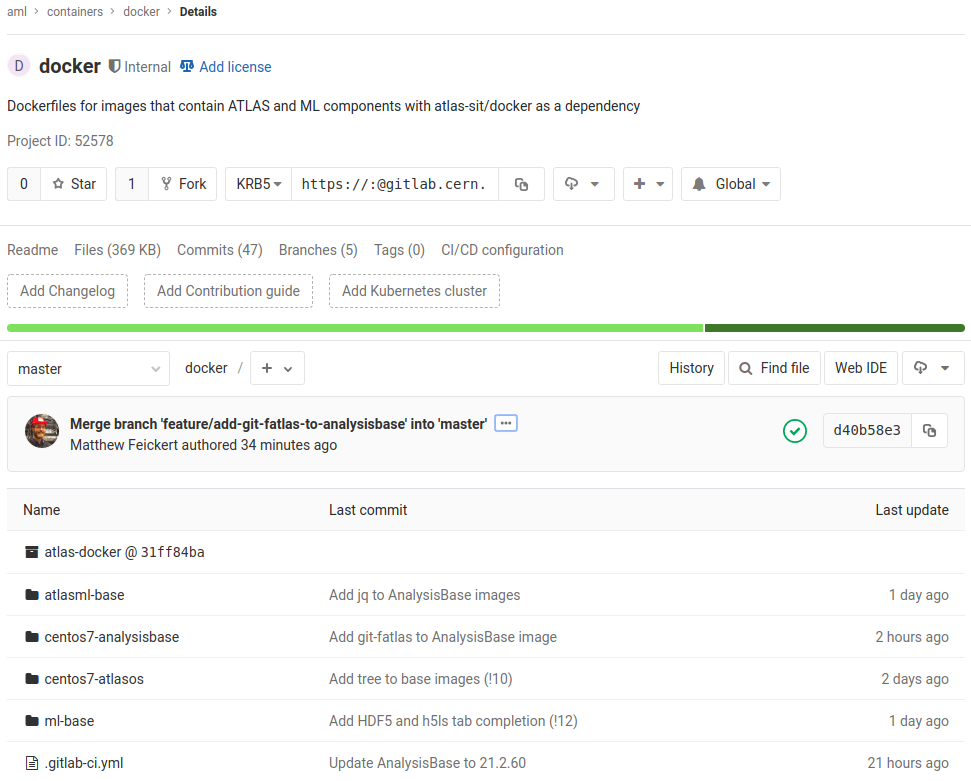 aml > containers > docker > Details
D docker Internal Add license
Dockerfiles for images that contain ATLAS and ML components with atlas-sit/docker as a dependency
Project ID: 52578
0 Star 1 Fork KRB5 https://:@gitlab.cern. Global
Readme Files (369 KB) Commits (47) Branches (5) Tags (0) CI/CD configuration
Add Changelog Add Contribution guide Add Kubernetes cluster
master docker / + History Find file Web IDE
Merge branch 'feature/add-git-fatlas-to-analysisbase' into 'master' ...
Matthew Feickert authored 34 minutes ago
d40b58e3
Name Last commit Last update
atlas-docker @ 31ff84ba
atlasml-base Add jq to AnalysisBase images 1 day ago
centos7-analysisbase Add git-fatlas to AnalysisBase image 2 hours ago
centos7-atlasos Add tree to base images (!10) 2 days ago
ml-base Add HDF5 and h5ls tab completion (!12) 1 day ago
.gitlab-ci.yml Update AnalysisBase to 21.2.60 21 hours ago